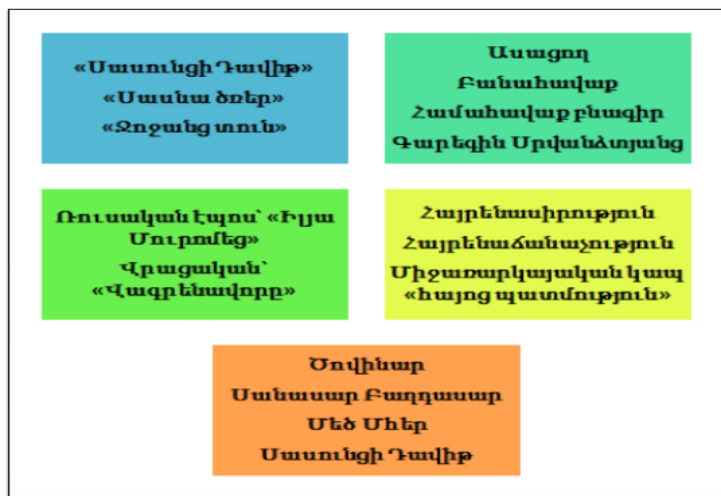 «Սասունցի Դավիթ»
«Սասնա ծռեր»
«Ջոջանց տուն»
Ասացող
Բանահավաք
Համահավաք բնագիր
Գարեգին Սրվանձտյանց
Ռուսական էպոս՝ «Իլյա
Մուրոմեց»
Վրացական՝
«Վագրենավորը»
Հայրենասիրություն
Հայրենաճանաչություն
Միջառարկայական կապ
«հայոց պատմություն»
Ծովինար
Սանասար Բաղդասար
Մեծ Մհեր
Սասունցի Դավիթ